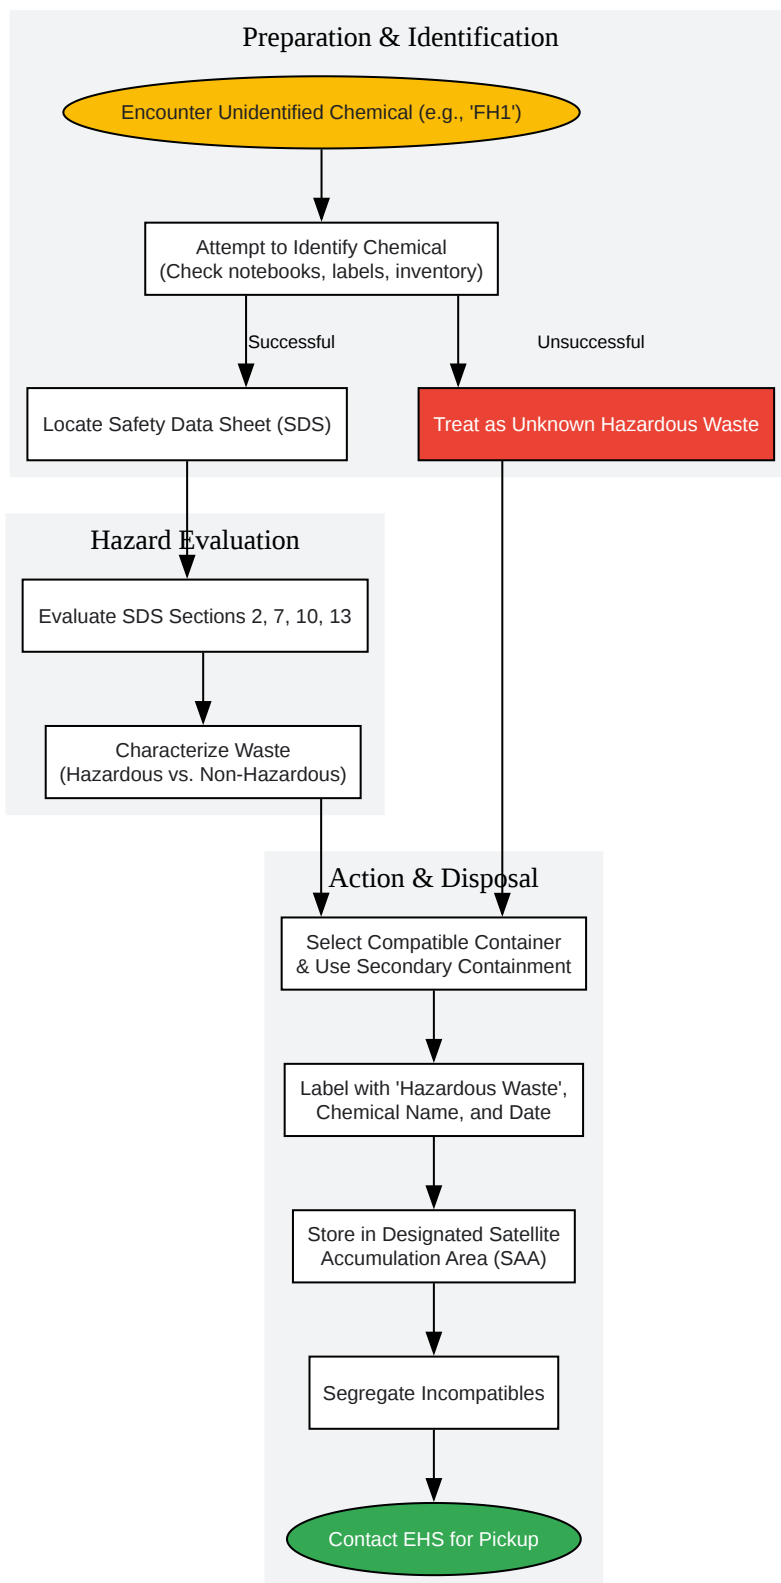 Preparation & Identification
Encounter Unidentified Chemical (e.g., 'FH1')
Attempt to Identify Chemical
(Check notebooks, labels, inventory)
Successful
Unsuccessful
Locate Safety Data Sheet (SDS)
Treat as Unknown Hazardous Waste
Hazard Evaluation
Evaluate SDS Sections 2, 7, 10, 13
Characterize Waste
(Hazardous vs. Non-Hazardous)
Action & Disposal
Select Compatible Container
& Use Secondary Containment
Label with 'Hazardous Waste',
Chemical Name, and Date
Store in Designated Satellite
Accumulation Area (SAA)
Segregate Incompatibles
Contact EHS for Pickup